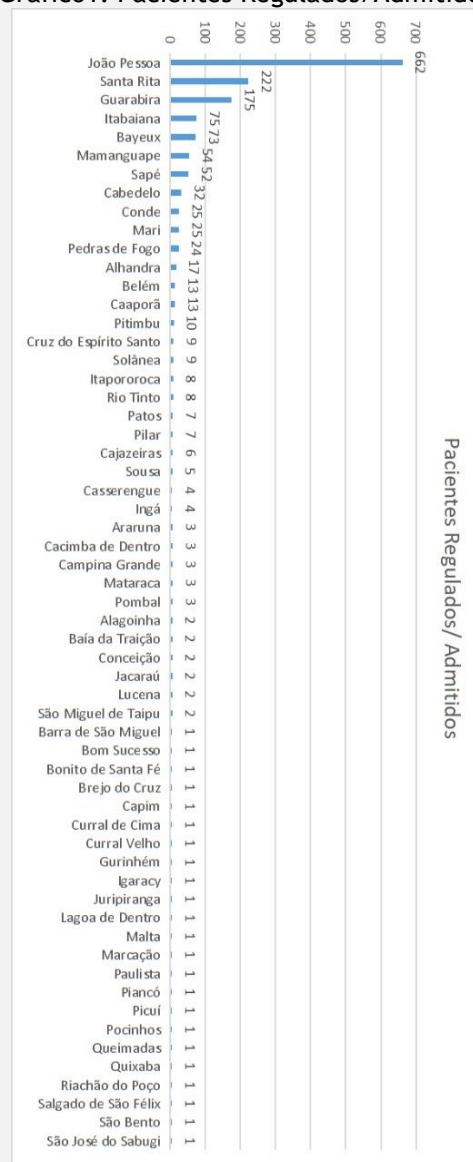 Pacientes Regulados/ Admitidos
0 100 200 300 400 500 600 700
João Pessoa 662
Santa Rita 222
Guarabira 175
Itabaiana 75
Bayeux 73
Mamanguape 54
Sapé 52
Cabedelo 32
Conde 25
Mari 25
Pedras de Fogo 24
Alhandra 17
Belém 13
Caaporã 13
Pitimbu 10
Cruz do Espírito Santo 9
Solânea 9
Itapororoca 8
Rio Tinto 8
Patos 7
Pilar 7
Cajazeiras 6
Sousa 5
Casserengue 4
Ingá 4
Araruna 3
Cacimba de Dentro 3
Campina Grande 3
Mataraca 3
Pombal 3
Alagoinha 2
Baía da Traição 2
Conceição 2
Jacaraú 2
Lucena 2
São Miguel de Taipu 2
Barra de São Miguel 1
Bom Sucesso 1
Bonito de Santa Fé 1
Brejo do Cruz 1
Capim 1
Curral de Cima 1
Curral Velho 1
Gurinhém 1
Igaracy 1
Juripiranga 1
Lagoa de Dentro 1
Malta 1
Marcação 1
Paulista 1
Piancó 1
Picuí 1
Pocinhos 1
Queimadas 1
Quixaba 1
Riachão do Poço 1
Salgado de São Félix 1
São Bento 1
São José do Sabugi 1